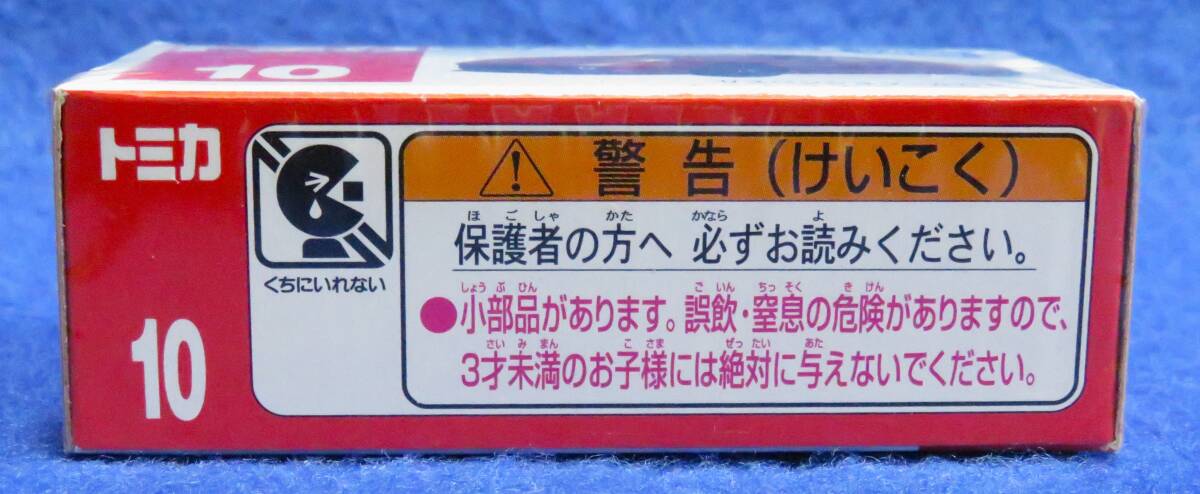 10
トミカ
10
くちにいれない
警告(けいこく)
ほごしゃ かた かなら よ
保護者の方へ 必ずお読みください。
しょうぶひん ごいん ちっそく きけん
●小部品があります。誤飲・窒息の危険がありますので、
さいみまん こさま ぜったい あた
3才未満のお子様には絶対に与えないでください。